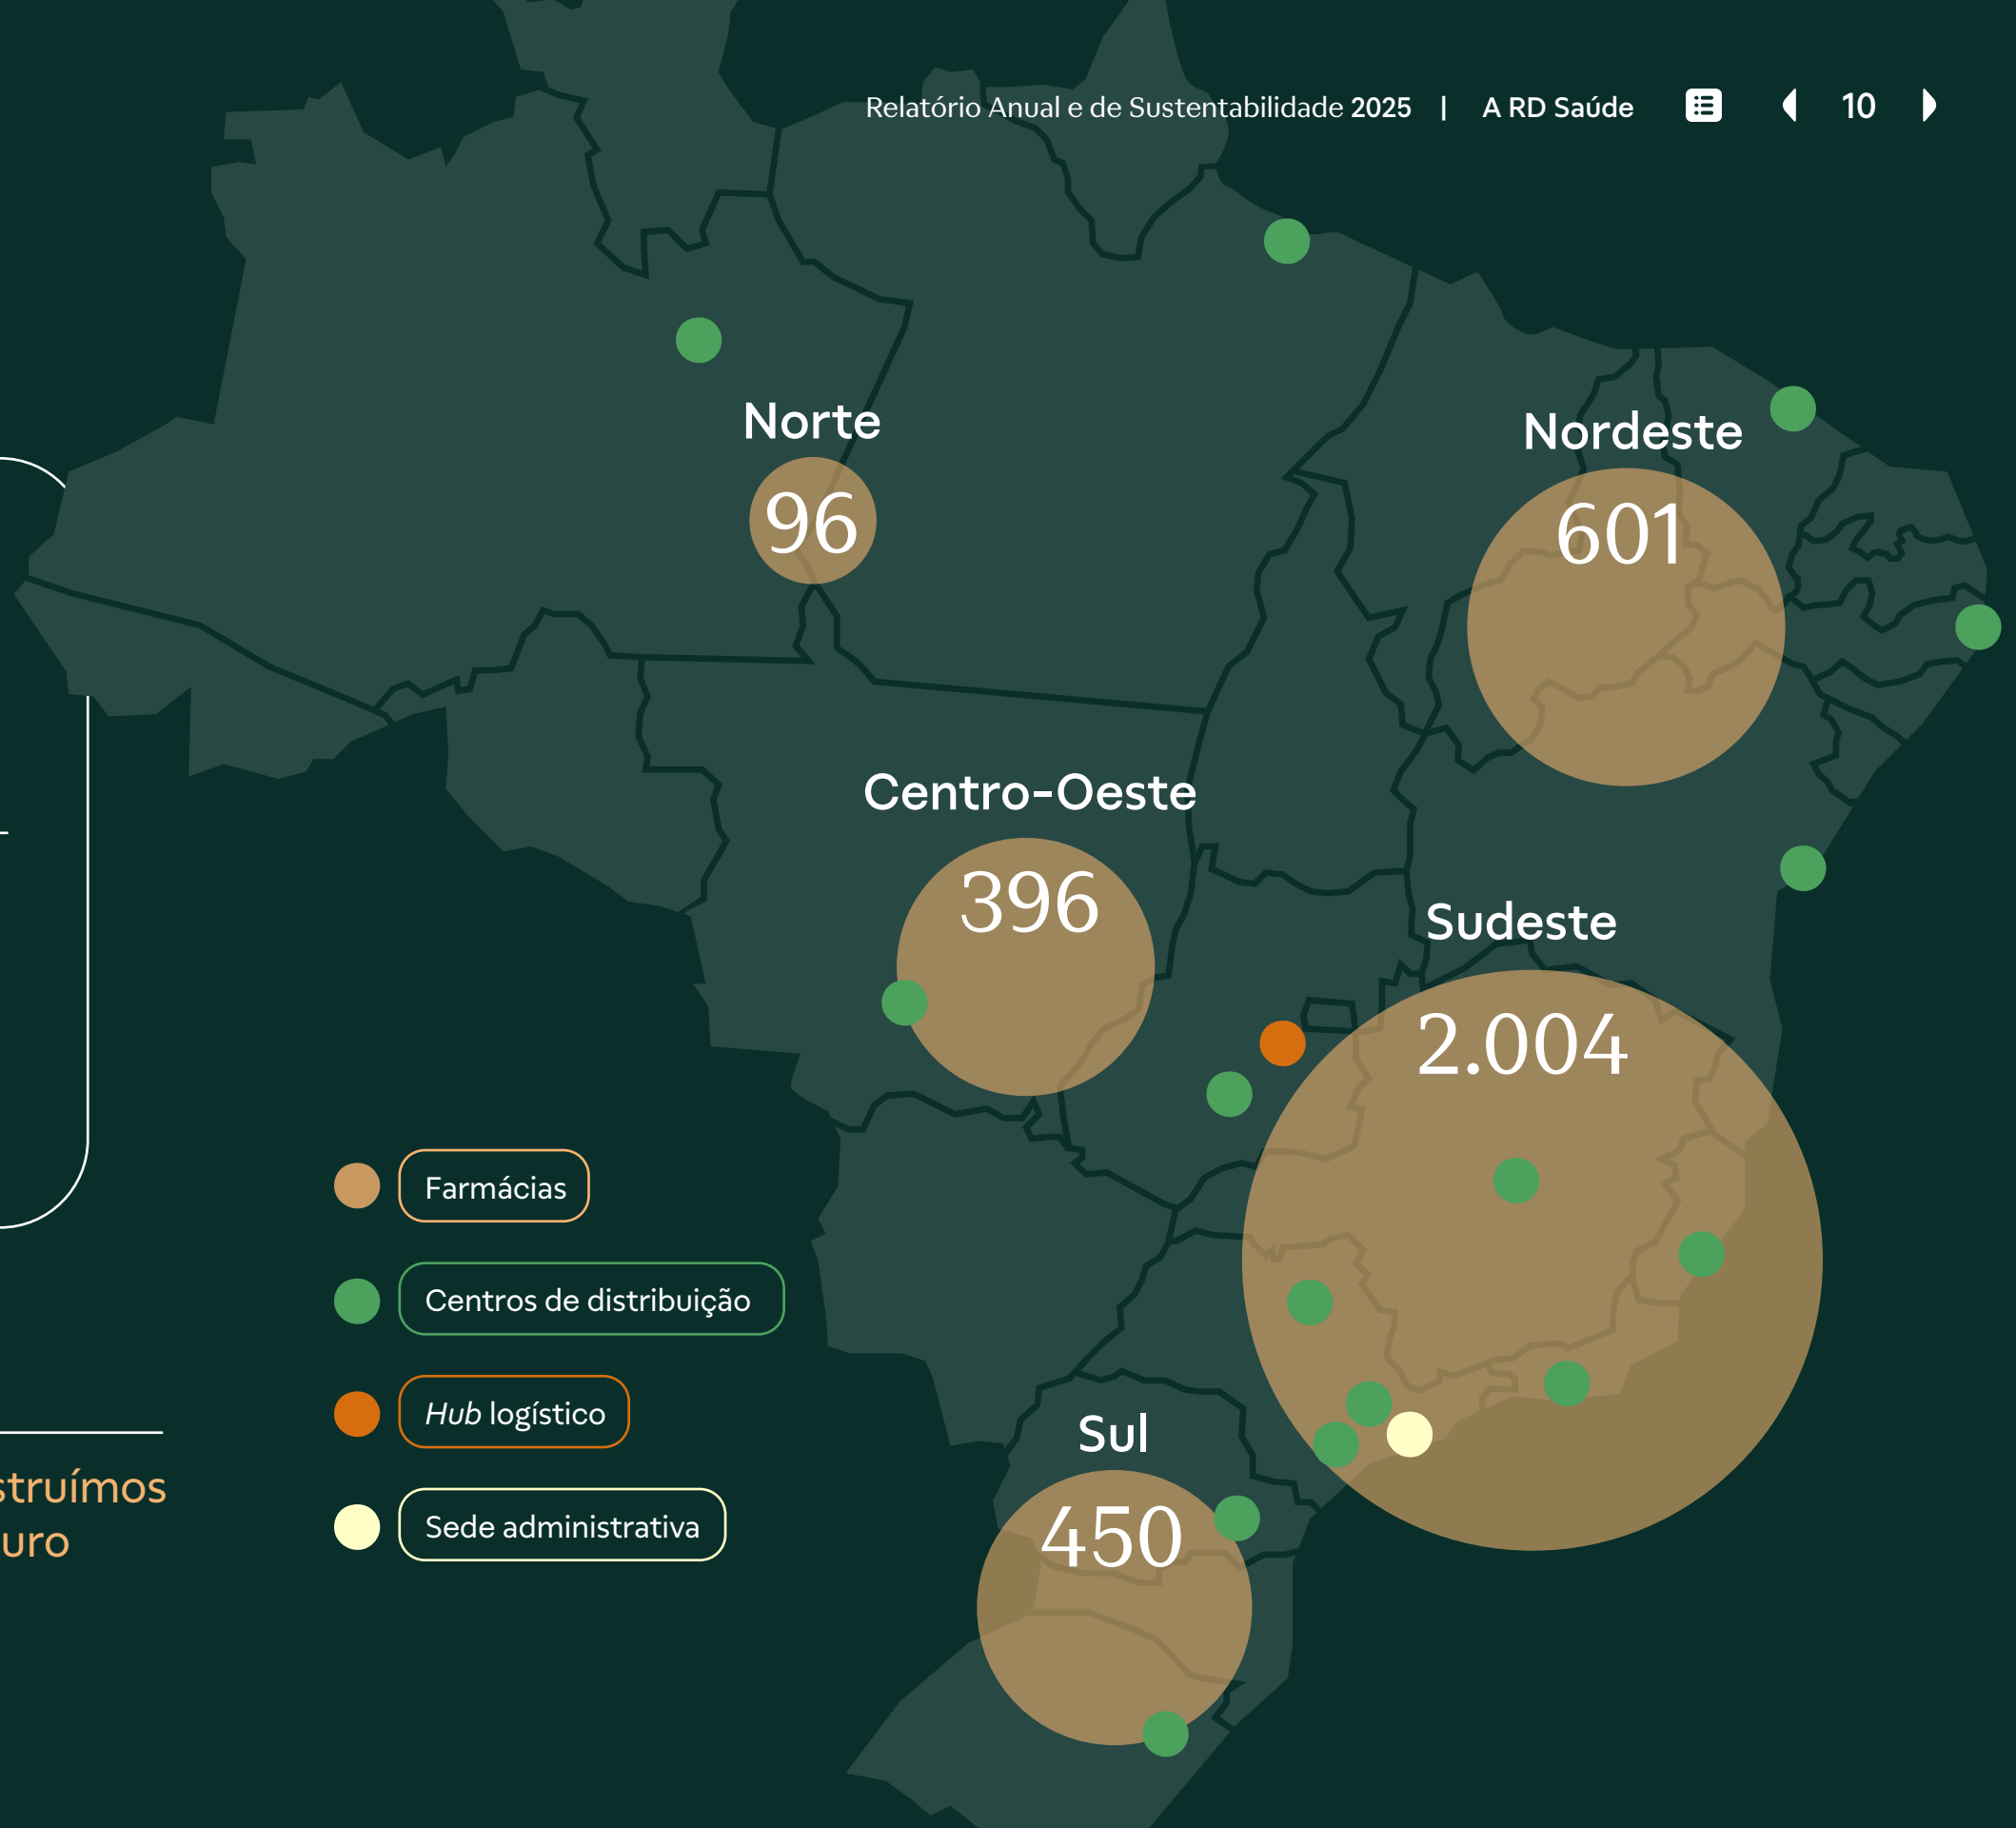 Relatório Anual e de Sustentabilidade 2025 | A RD Saúde 10
Norte
96
Nordeste
601
Centro-Oeste
396
Sudeste
2.004
Farmácias
Centros de distribuição
Hub logístico
Sede administrativa
Sul
450
struímos
uro